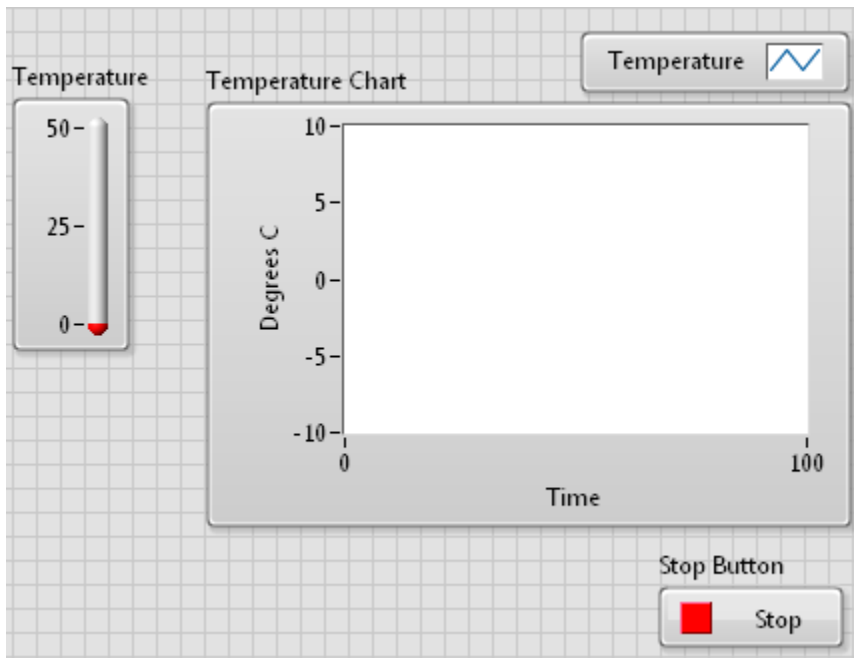 Temperature
Temperature
Temperature Chart
50
25
0
10
5
0
-5
-10
Degrees C
0
100
Time
Stop Button
Stop